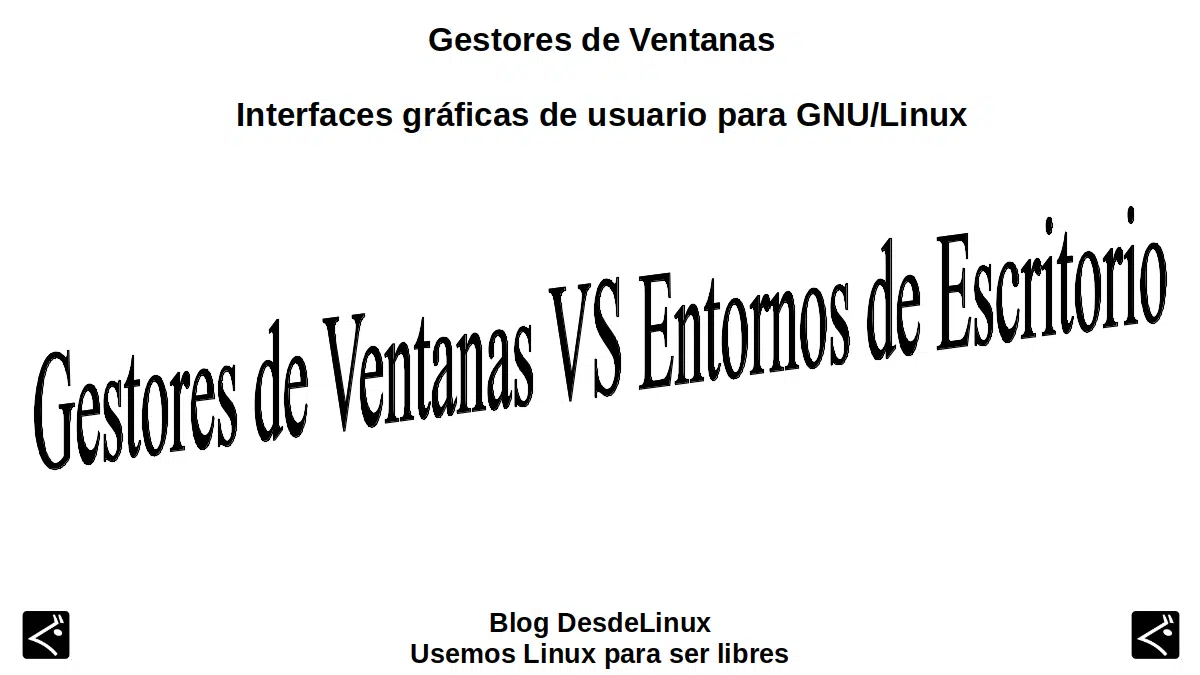 Gestores de Ventanas
Interfaces gráficas de usuario para GNU/Linux
Gestores de Ventanas VS Entornos de Escritorio
Blog DesdeLinux
Usemos Linux para ser libres